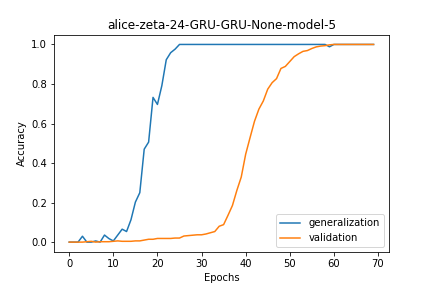 alice-zeta-24-GRU-GRU-None-model-5
1.0
0.8
0.6
0.4
0.2
0.0
Accuracy
0 10 20 30 40 50 60 70
Epochs
generalization
validation